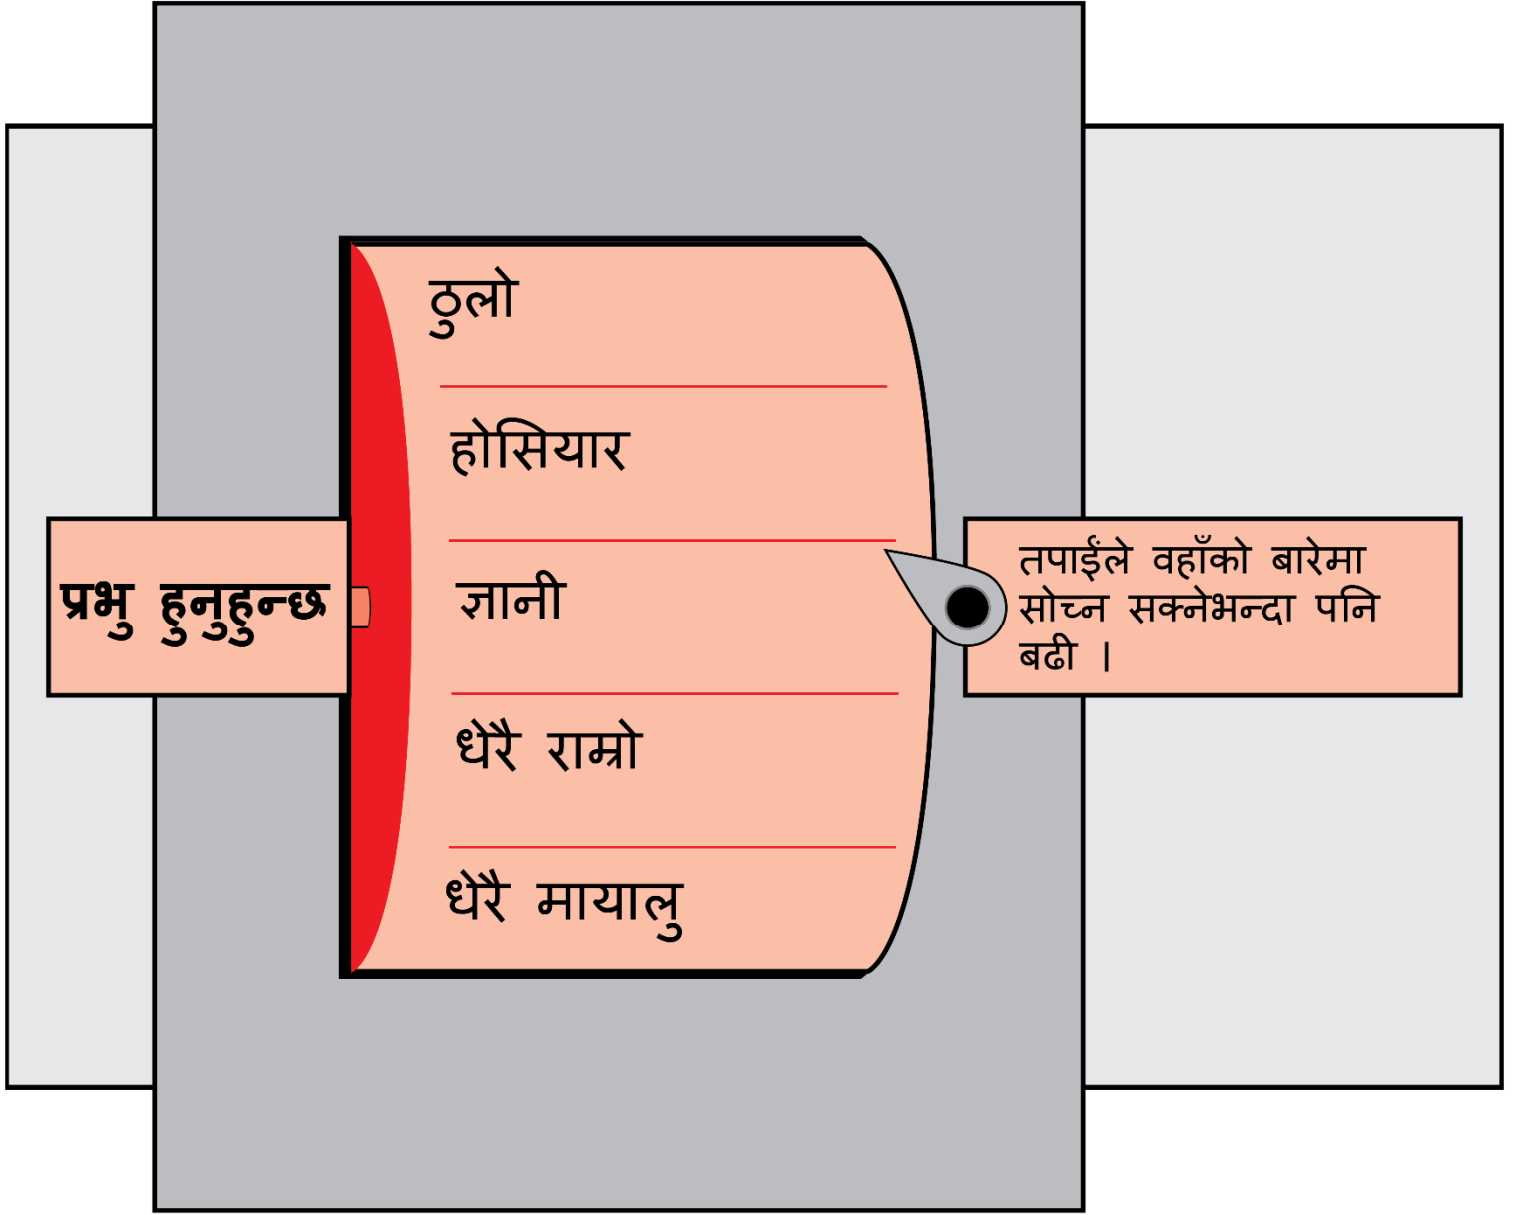 प्रभु हुनुहुन्छ
ठुलो
होसियार
ज्ञानी
धेरै राम्रो
धेरै मायालु
तपाईंले वहाँको बारेमा
सोच्न सक्नेभन्दा पनि
बढी ।